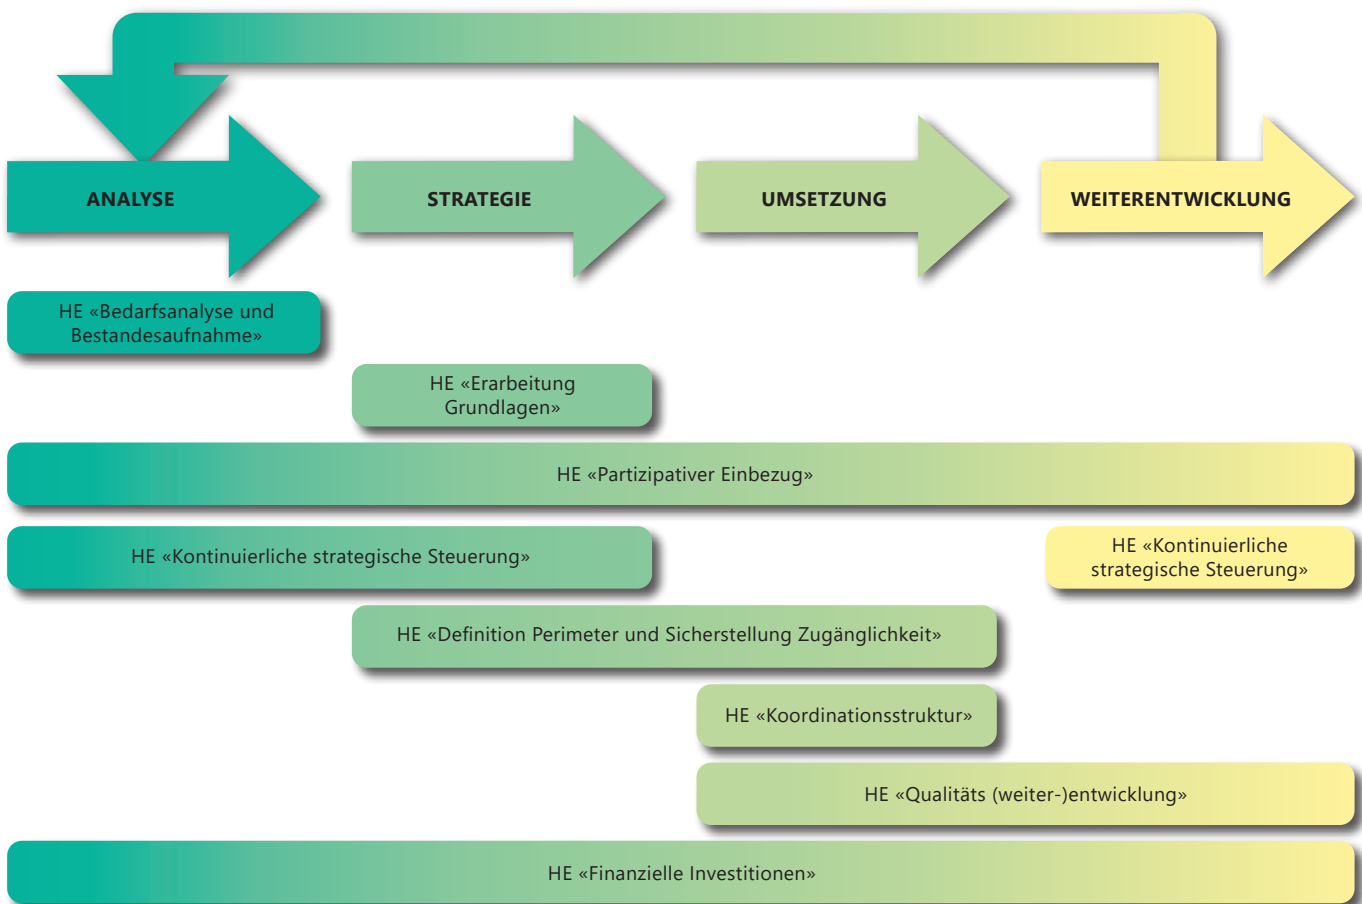 ANALYSE
STRATEGIE
UMSETZUNG
WEITERENTWICKLUNG
HE «Bedarfsanalyse und
Bestandesaufnahme»
HE «Erarbeitung
Grundlagen»
HE «Partizipativer Einbezug»
HE «Kontinuierliche strategische Steuerung»
HE «Kontinuierliche
strategische Steuerung»
HE «Definition Perimeter und Sicherstellung Zugänglichkeit»
HE «Koordinationsstruktur»
HE «Qualitäts (weiter-)entwicklung»
HE «Finanzielle Investitionen»